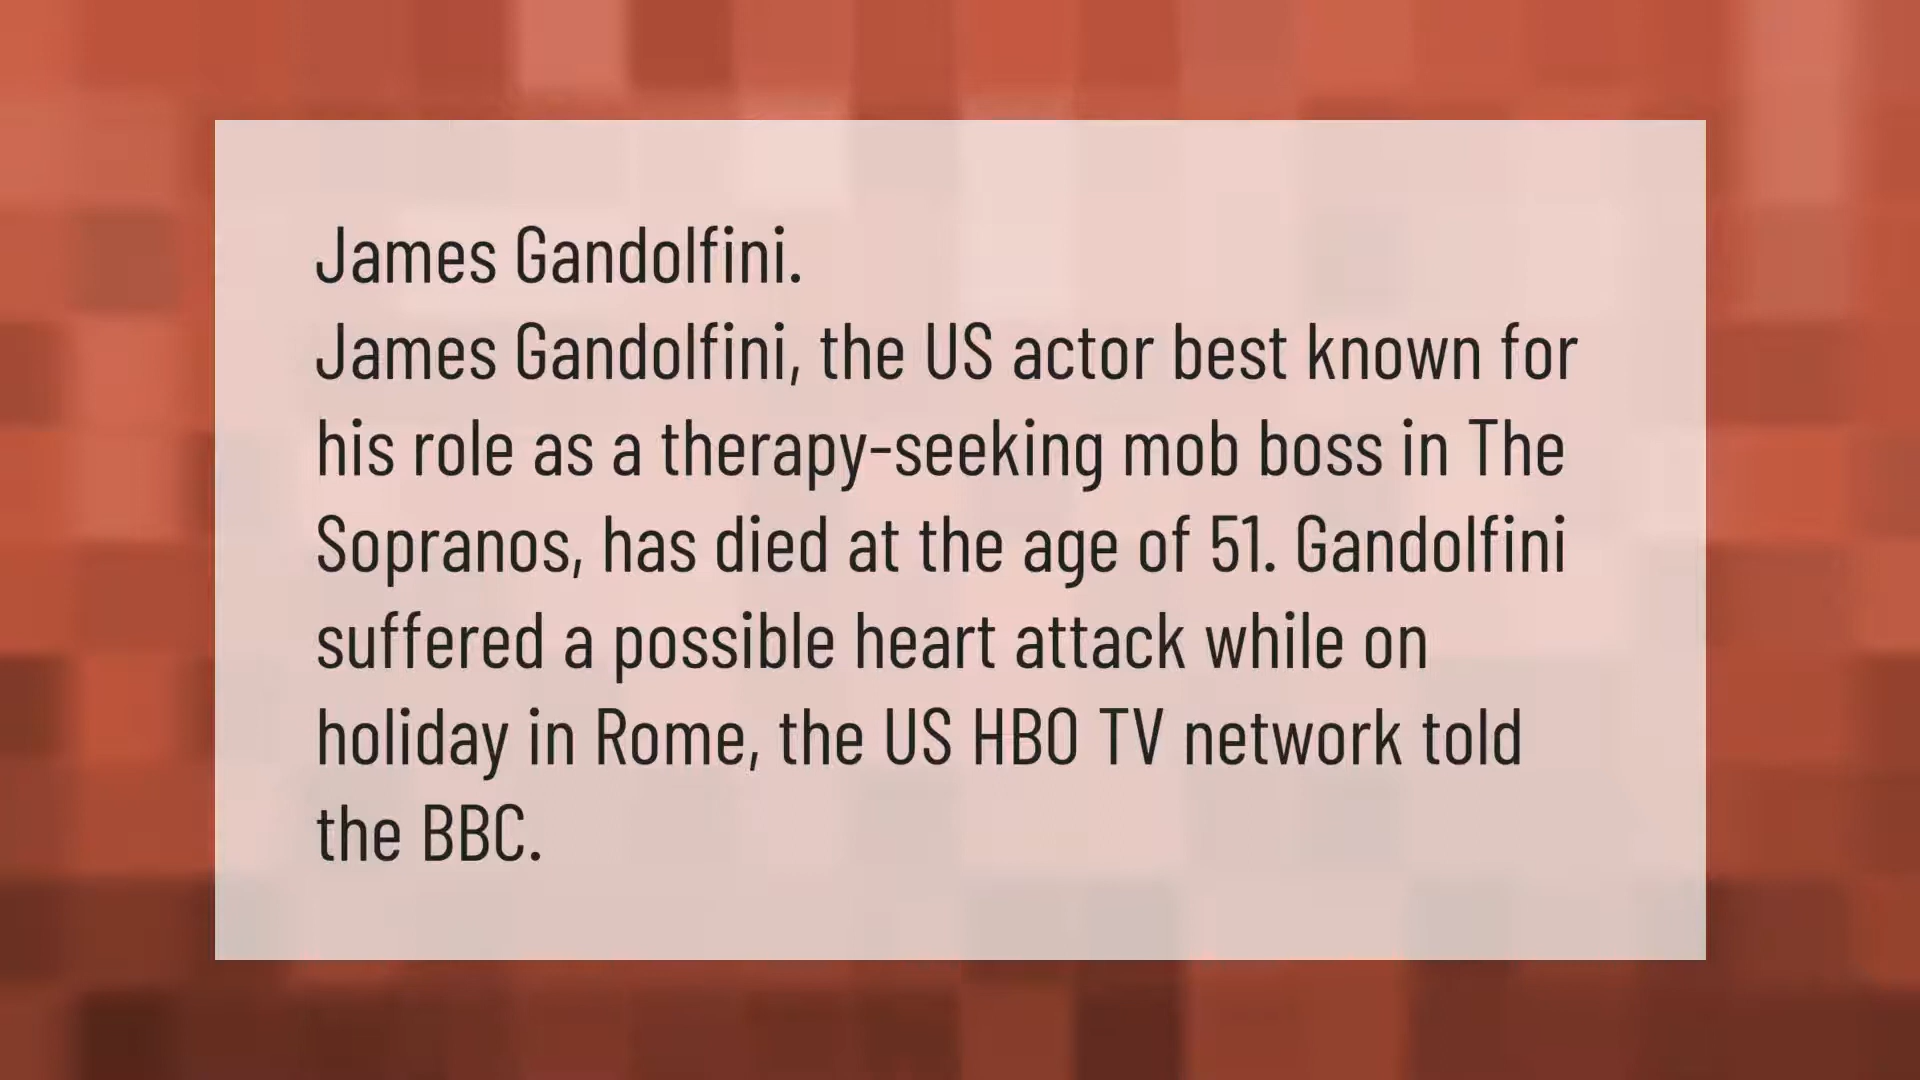 James Gandolfini.
James Gandolfini, the US actor best known for
his role as a therapy-seeking mob boss in The
Sopranos, has died at the age of 51. Gandolfini
suffered a possible heart attack while on
holiday in Rome, the US HBO TV network told
the BBC.